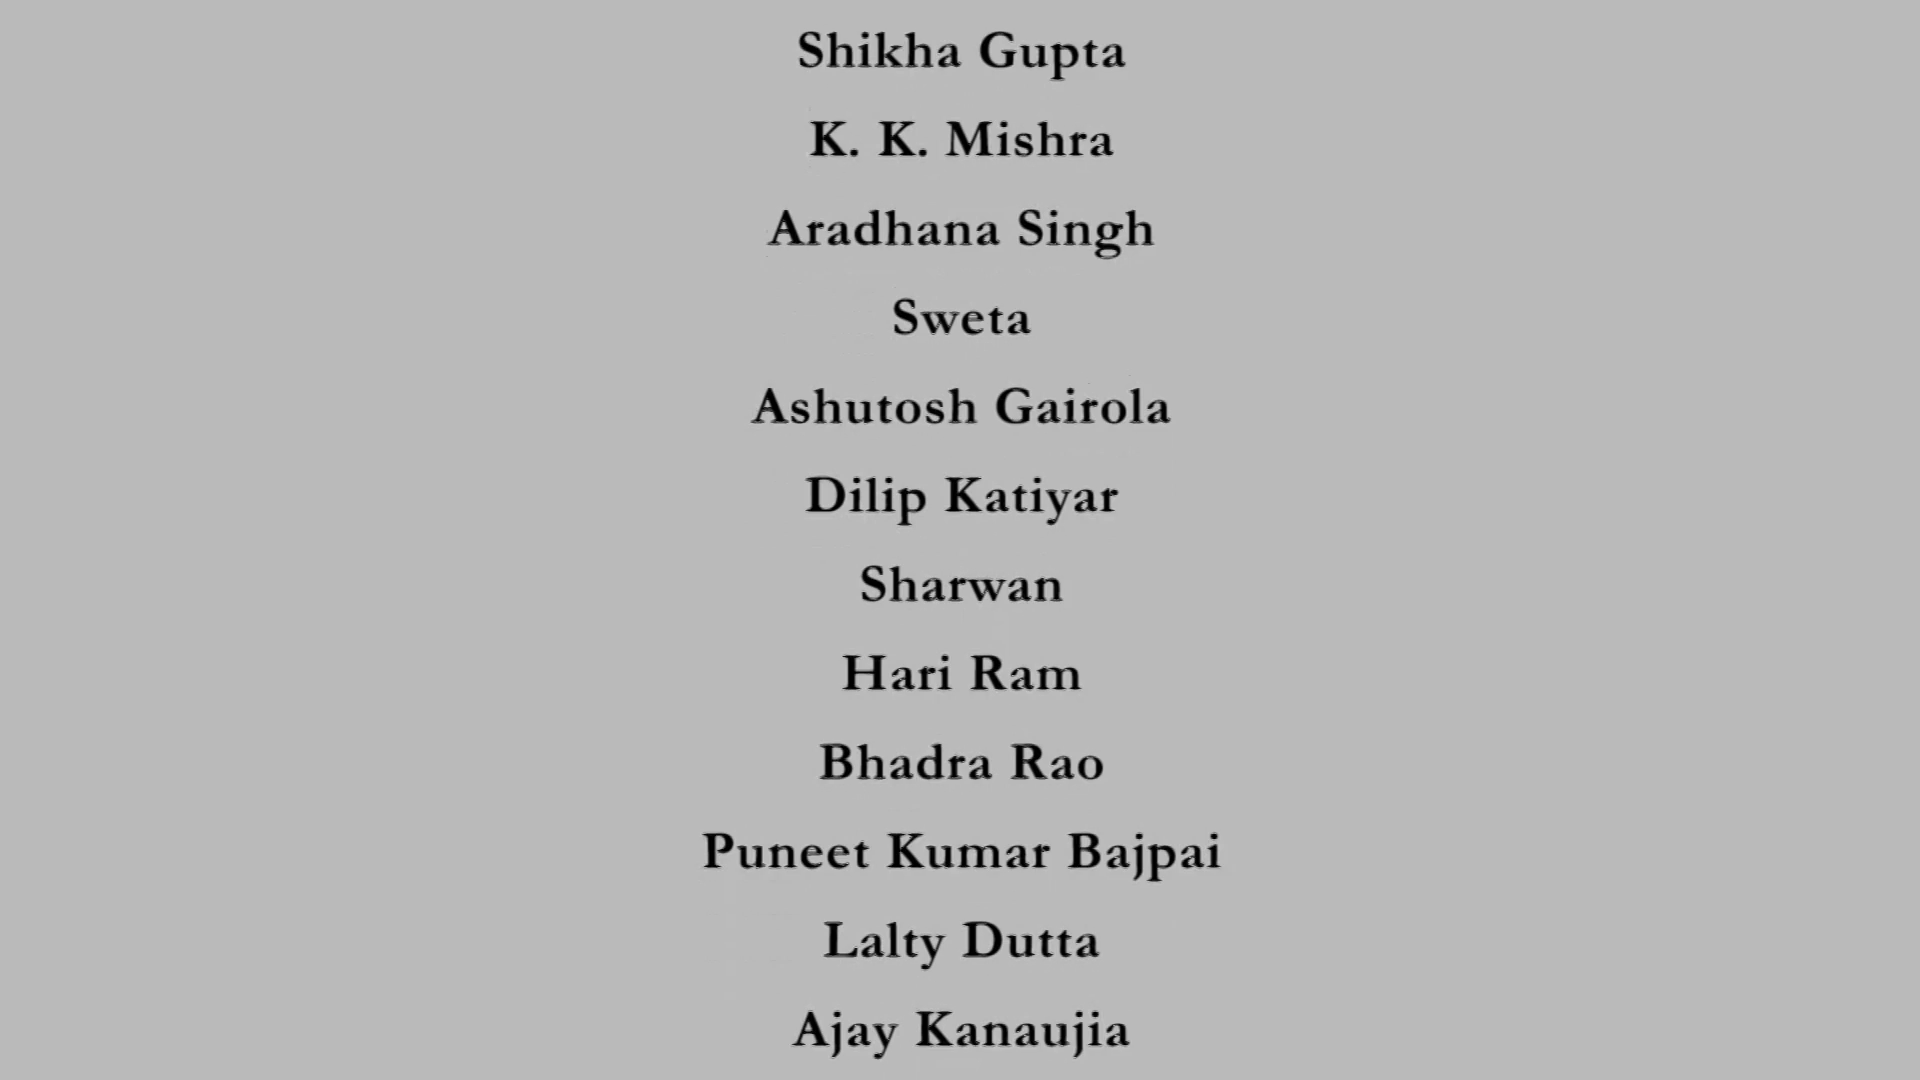 Shikha Gupta
K. K. Mishra
Aradhana Singh
Sweta
Ashutosh Gairola
Dilip Katiyar
Sharwan
Hari Ram
Bhadra Rao
Puneet Kumar Bajpai
Lalty Dutta
Ajay Kanaujia